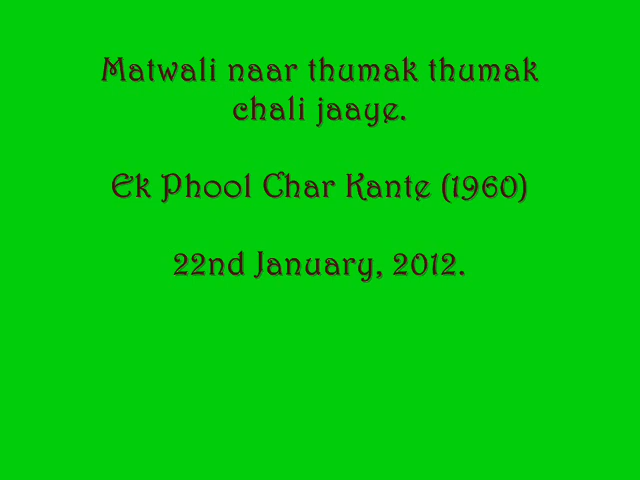 Matwali naar thumak thumak
chali jaaye.
Ek Phool Char Kante (1960)
22nd January, 2012.